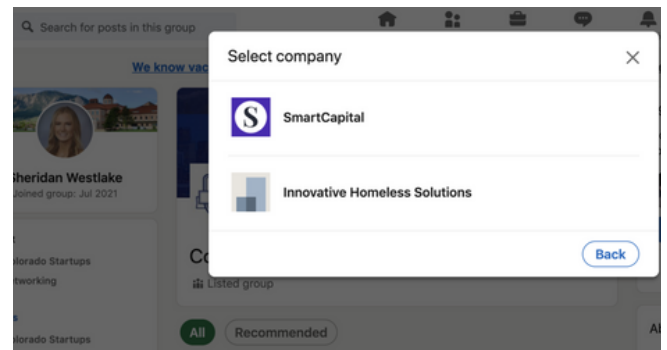 Search for posts in this group
We know vac
Select company
S
SmartCapital
Innovative Homeless Solutions
Back
Sheridan Westlake
Joined group: Jul 2021
lorado Startups
tworking
s
lorado Startups
Co
Listed group
All
Recommended
Al